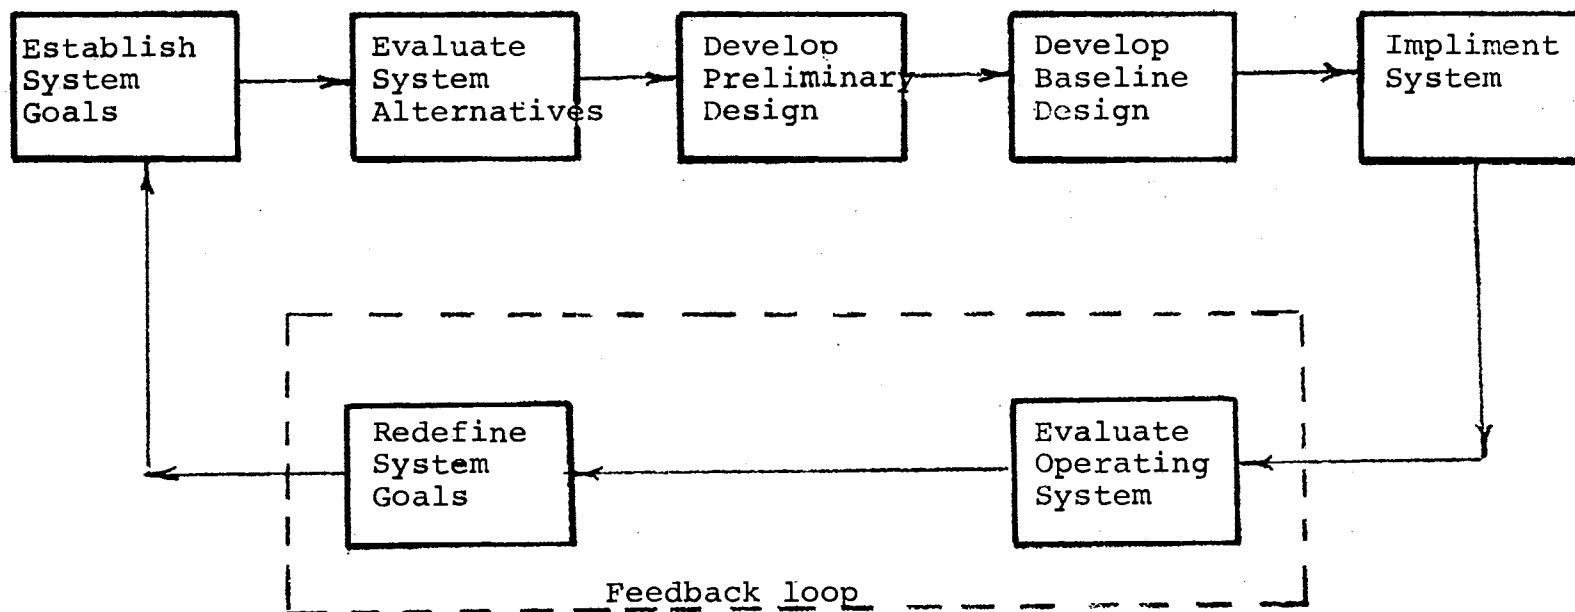 Establish
System
Goals
Evaluate
System
Alternatives
Develop
Preliminary
Design
Develop
Baseline
Design
Impliment
System
Redefine
System
Goals
Evaluate
Operating
System
Feedback loop